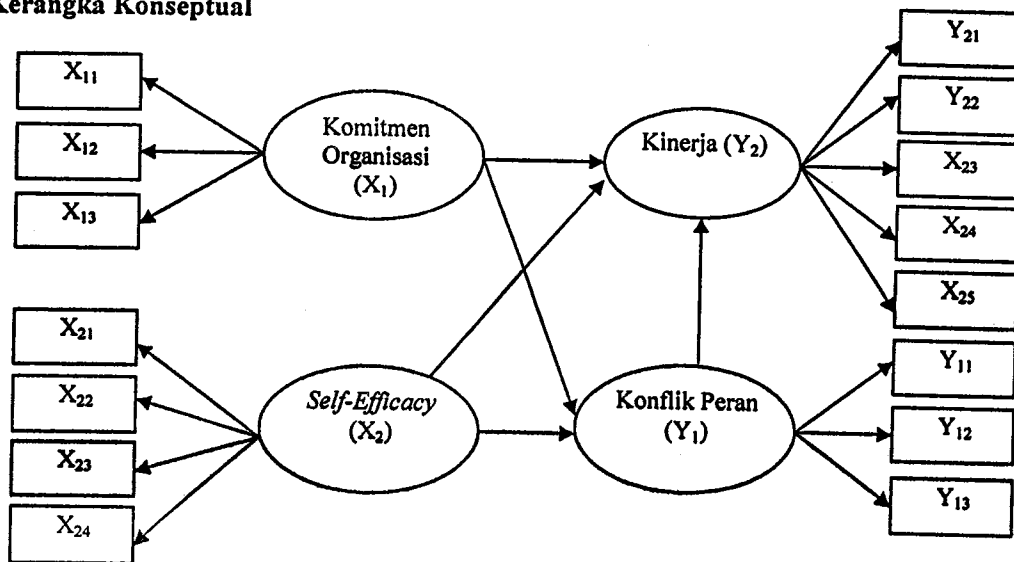 Kerangka Konseptual
X₁₁
X₁₂
X₁₃
Komitmen
Organisasi
(X₁)
Kinerja (Y₂)
Y₂₁
Y₂₂
X₂₃
X₂₄
X₂₅
X₂₁
X₂₂
X₂₃
X₂₄
Self-Efficacy
(X₂)
Konflik Peran
(Y₁)
Y₁₁
Y₁₂
Y₁₃